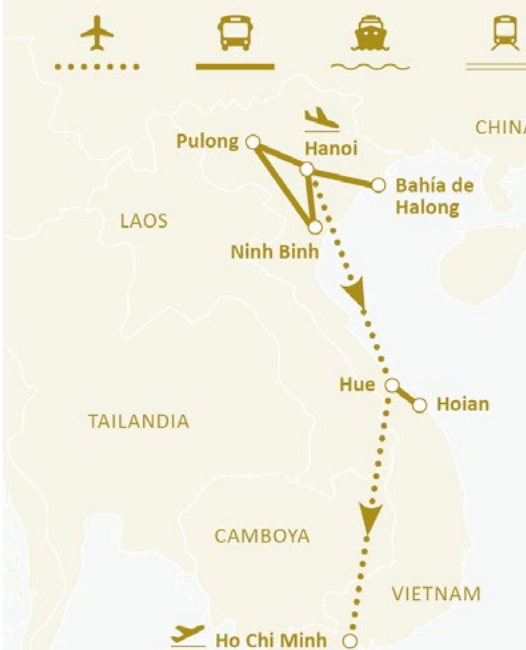 CHINA
Pulong
Hanoi
Bahía de
Halong
LAOS
Ninh Binh
Hue
Hoian
TAILANDIA
CAMBOYA
VIETNAM
Ho Chi Minh